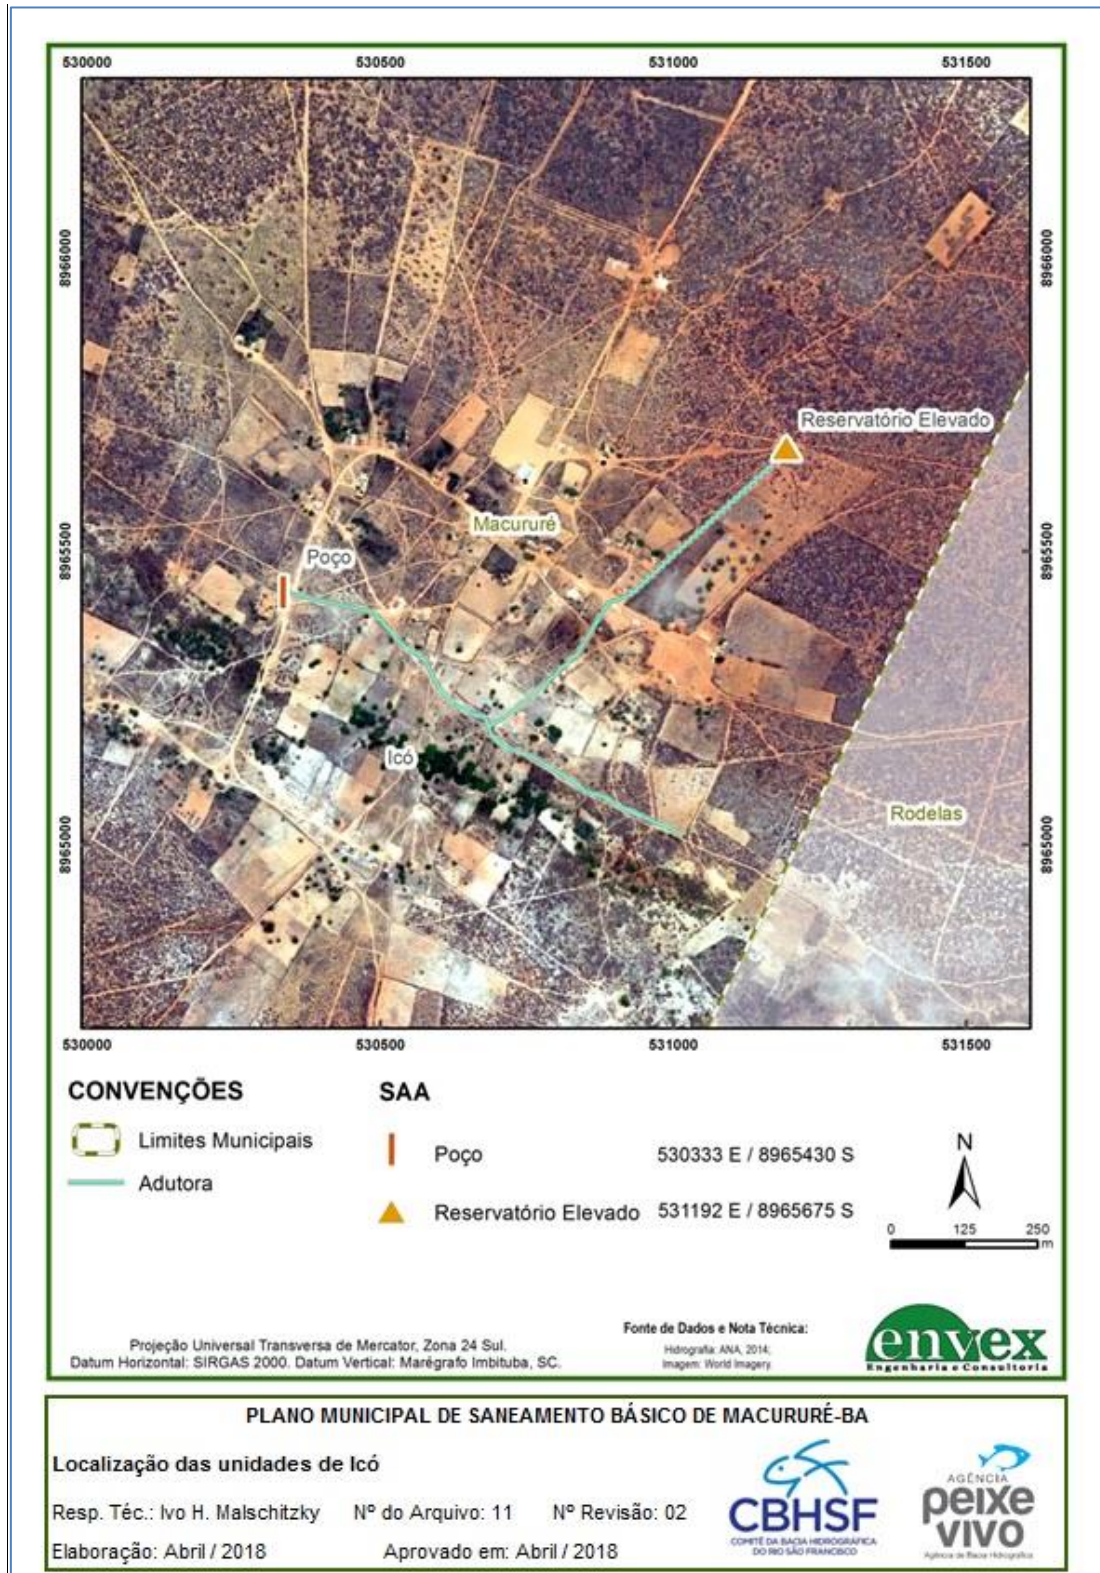 530000 530500 531000 531500
8966000 8966000
Reservatório Elevado
Macururé
8965500 8965500
Poço
Icó
Rodelas
8965000 8965000
530000 530500 531000 531500
CONVENÇÕES
Limites Municipais
Adutora
SAA
Poço 530333 E / 8965430 S
Reservatório Elevado 531192 E / 8965675 S
N
0 125 250
m
Projeção Universal Transversa de Mercator, Zona 24 Sul.
Datum Horizontal: SIRGAS 2000. Datum Vertical: Marégrafo Imbituba, SC.
Fonte de Dados e Nota Técnica:
Hidrografia: ANA, 2014;
Imagem: World Imagery.
envex
Engenharia e Consultoria
PLANO MUNICIPAL DE SANEAMENTO BÁSICO DE MACURURÉ-BA
Localização das unidades de Icó
Resp. Téc.: Ivo H. Malschitzky Nº do Arquivo: 11 Nº Revisão: 02
Elaboração: Abril / 2018 Aprovado em: Abril / 2018
CBHSF
COMITÊ DA BACIA HIDROGRÁFICA
DO RIO SÃO FRANCISCO
AGÊNCIA
peixe
vivo
Agência de Bacia Hidrográfica